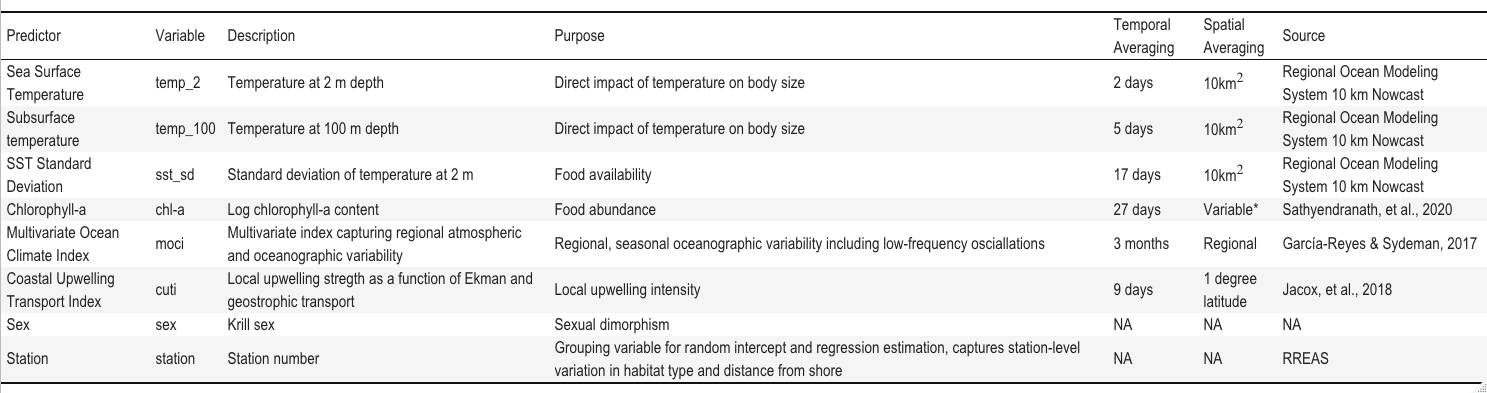 Predictor Variable Description Purpose Temporal Averaging Spatial Averaging Source
Sea Surface Temperature temp_2 Temperature at 2 m depth Direct impact of temperature on body size 2 days 10km2 Regional Ocean Modeling System 10 km Nowcast
Subsurface temperature temp_100 Temperature at 100 m depth Direct impact of temperature on body size 5 days 10km2 Regional Ocean Modeling System 10 km Nowcast
SST Standard Deviation sst_sd Standard deviation of temperature at 2 m Food availability 17 days 10km2 Regional Ocean Modeling System 10 km Nowcast
Chlorophyll-a chl-a Log chlorophyll-a content Food abundance 27 days Variable* Sathyendranath, et al., 2020
Multivariate Ocean Climate Index moci Multivariate index capturing regional atmospheric and oceanographic variability Regional, seasonal oceanographic variability including low-frequency osciallations 3 months Regional García-Reyes & Sydeman, 2017
Coastal Upwelling Transport Index cuti Local upwelling stregth as a function of Ekman and geostrophic transport Local upwelling intensity 9 days 1 degree latitude Jacox, et al., 2018
Sex sex Krill sex Sexual dimorphism NA NA NA
Station station Station number Grouping variable for random intercept and regression estimation, captures station-level variation in habitat type and distance from shore NA NA RREAS